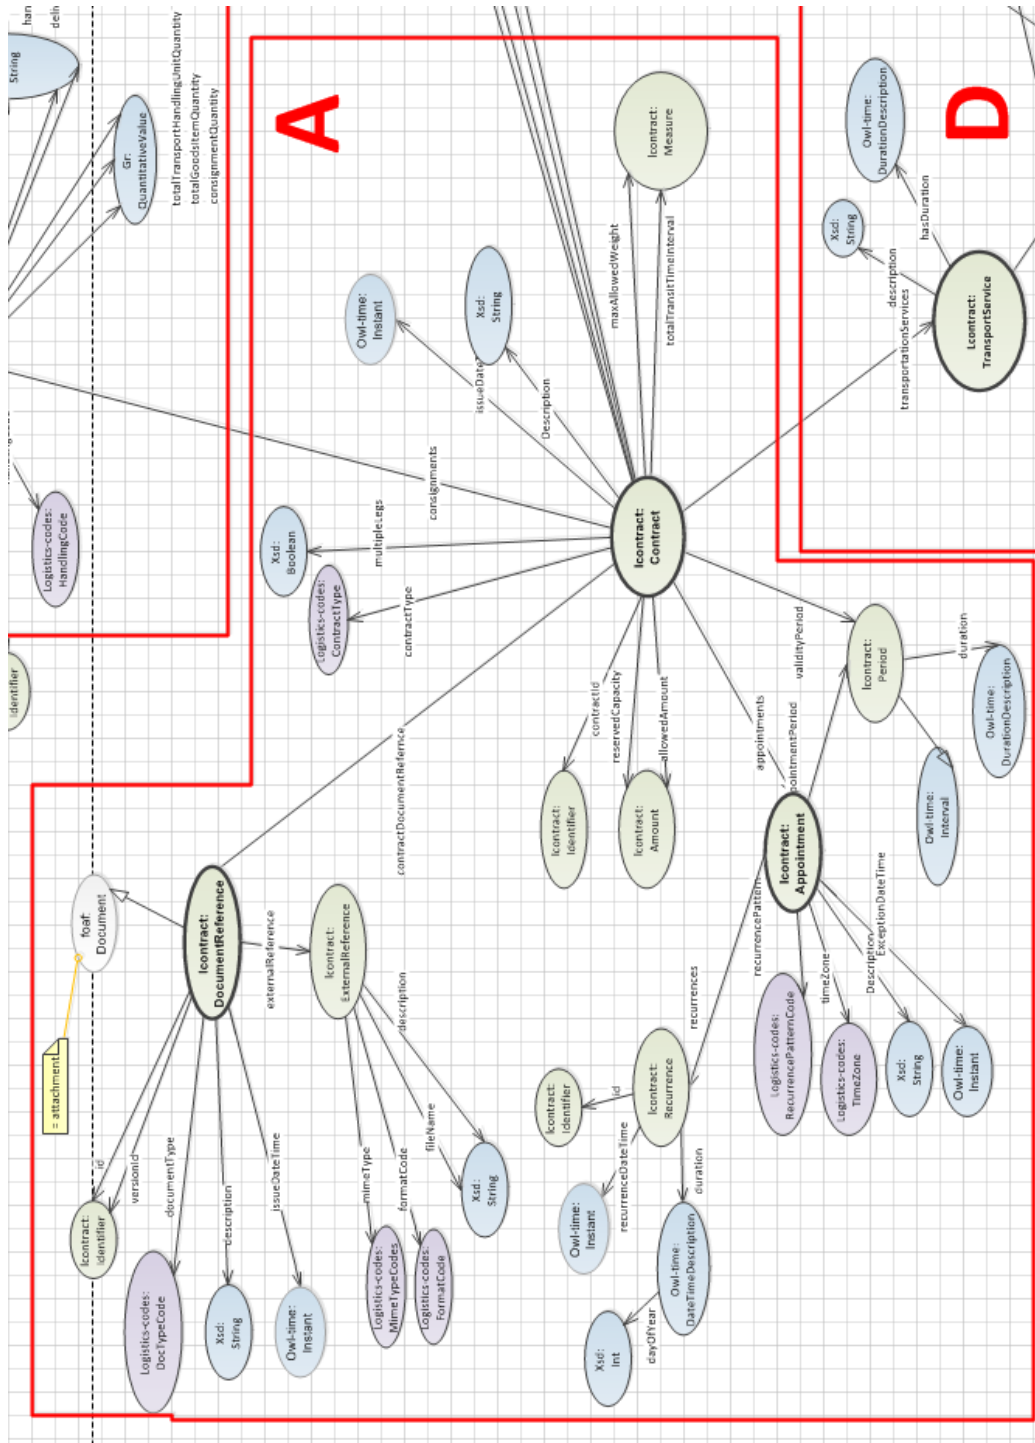 String
Gr:
QuantitativeValue
totalTransportHandlingUnitQuantity
totalGoodsItemQuantity
consignmentQuantity
A
lcontract:
Measure
Owl-time:
DurationDescription
D
Xsd:
String
hasDuration
description
transportationServices
Lcontract:
TransportService
Owl-time:
Instant
Xsd:
String
maxAllowedWeight
totalTransitTimeInterval
Description
consignments
multipleLegs
Xsd:
Boolean
Logistics-codes:
HandlingCode
Logistics-codes:
ContractType
contractType
lcontract:
Contract
Identifier
contractId
reservedCapacity
allowedAmount
validityPeriod
appointments
lcontract:
Period
duration
Owl-time:
DurationDescription
Owl-time:
Interval
contractDocumentRefernce
lcontract:
Identifier
lcontract:
Amount
lcontract:
Appointment
foaf:
Document
= attachment
lcontract:
DocumentReference
externalReference
lcontract:
ExternalReference
description
recurrences
ExceptionDateTime
Description
timeZone
Logistics-codes:
RecurrencePatternCode
Logistics-codes:
TimeZone
Xsd:
String
Owl-time:
Instant
lcontract:
Recurrence
id
lcontract:
Identifier
recurrenceDateTime
duration
Owl-time:
Instant
Owl-time:
DateTimeDescription
dayOfYear
Xsd:
Int
id
versionId
documentType
description
issueDateTime
lcontract:
Identifier
Logistics-codes:
DocTypeCode
Xsd:
String
Owl-time:
Instant
mimeType
formatCode
fileName
Xsd:
String
Logistics-codes:
MimeTypeCodes
Logistics-codes:
FormatCode